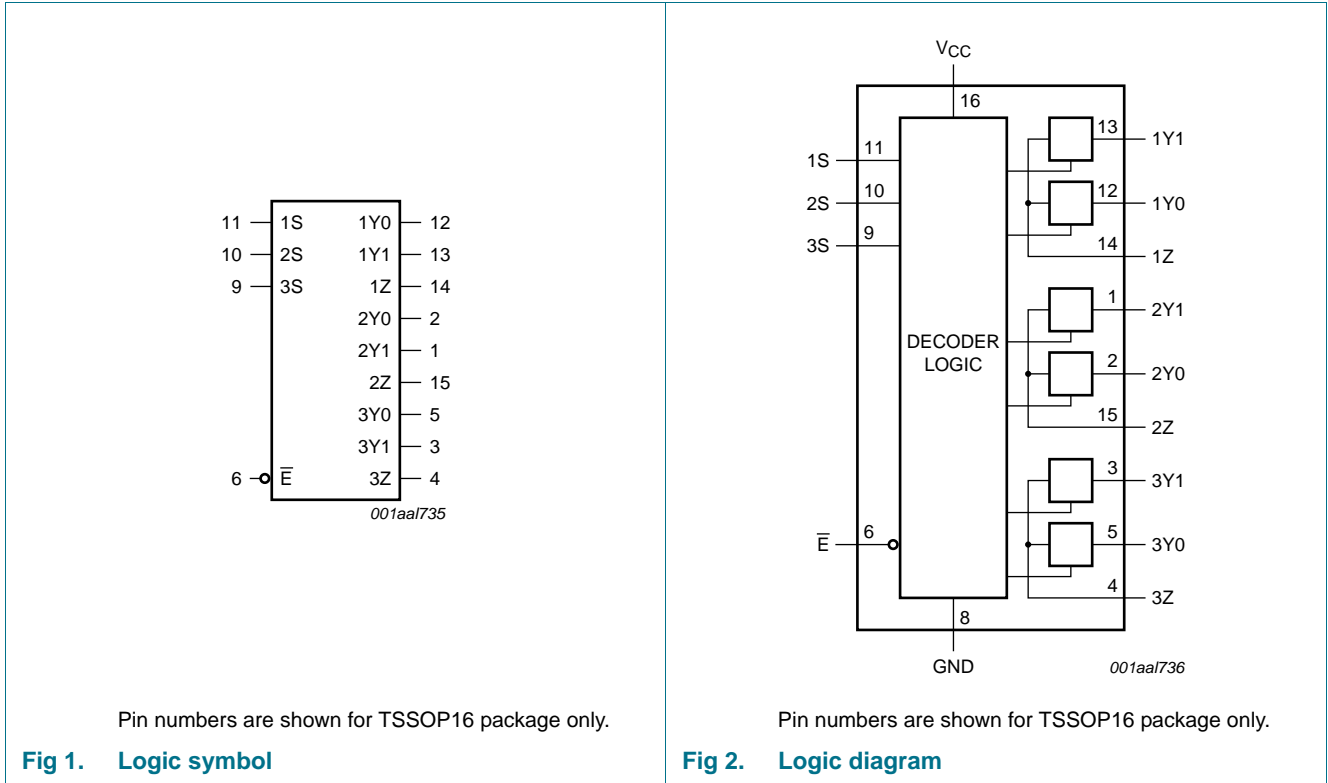 11 1S 1Y0 12
10 2S 1Y1 13
9 3S 1Z 14
2Y0 2
2Y1 1
2Z 15
3Y0 5
3Y1 3
6 E̅ 3Z 4
001aal735
Pin numbers are shown for TSSOP16 package only.
Fig 1. Logic symbol
VCC
16
13 1Y1
1S 11
12 1Y0
2S 10
9
3S
14 1Z
1 2Y1
DECODER
LOGIC
2 2Y0
15 2Z
3 3Y1
E̅ 6
5 3Y0
4 3Z
8
GND
001aal736
Pin numbers are shown for TSSOP16 package only.
Fig 2. Logic diagram